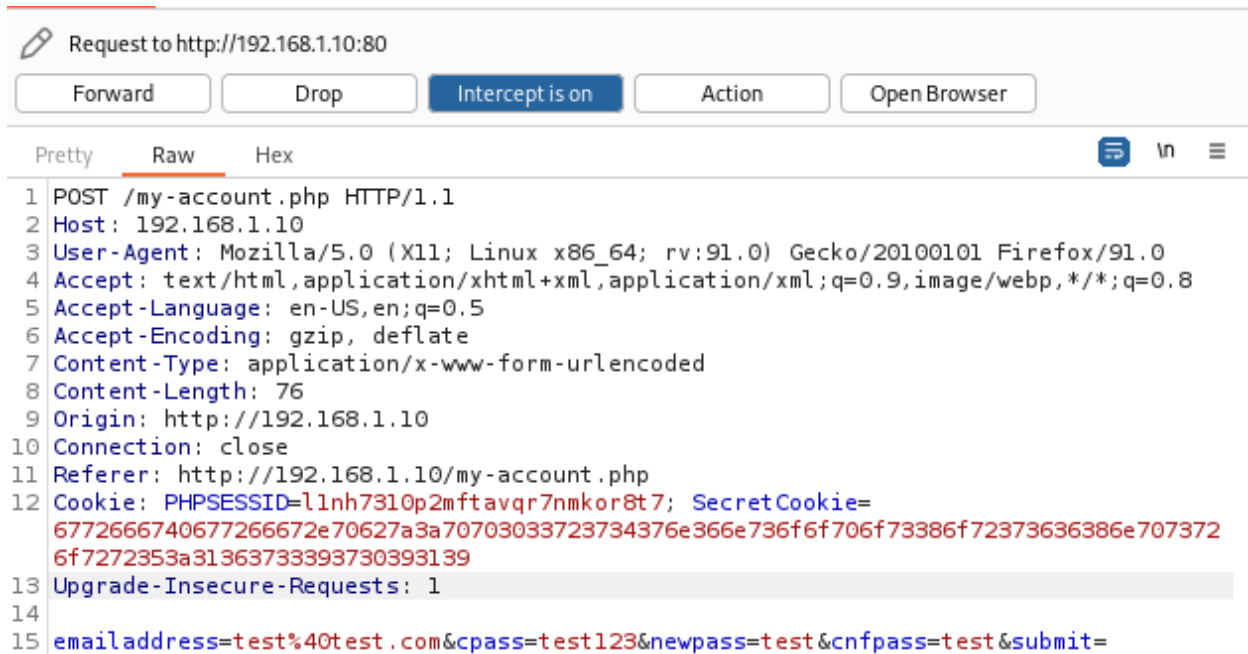 Request to http://192.168.1.10:80
Forward Drop Intercept is on Action Open Browser
Pretty Raw Hex \n
1 POST /my-account.php HTTP/1.1
2 Host: 192.168.1.10
3 User-Agent: Mozilla/5.0 (X11; Linux x86_64; rv:91.0) Gecko/20100101 Firefox/91.0
4 Accept: text/html,application/xhtml+xml,application/xml;q=0.9,image/webp,*/*;q=0.8
5 Accept-Language: en-US,en;q=0.5
6 Accept-Encoding: gzip, deflate
7 Content-Type: application/x-www-form-urlencoded
8 Content-Length: 76
9 Origin: http://192.168.1.10
10 Connection: close
11 Referer: http://192.168.1.10/my-account.php
12 Cookie: PHPSESSID=l1nh73l0p2mftavqr7nmkor8t7; SecretCookie=
6772666740677266672e70627a3a70703033723734376e366e736f6f706f73386f72373636386e707372
6f7272353a31363733393730393139
13 Upgrade-Insecure-Requests: 1
14
15 emailaddress=test%40test.com&cpass=test123&newpass=test&cnfpass=test&submit=